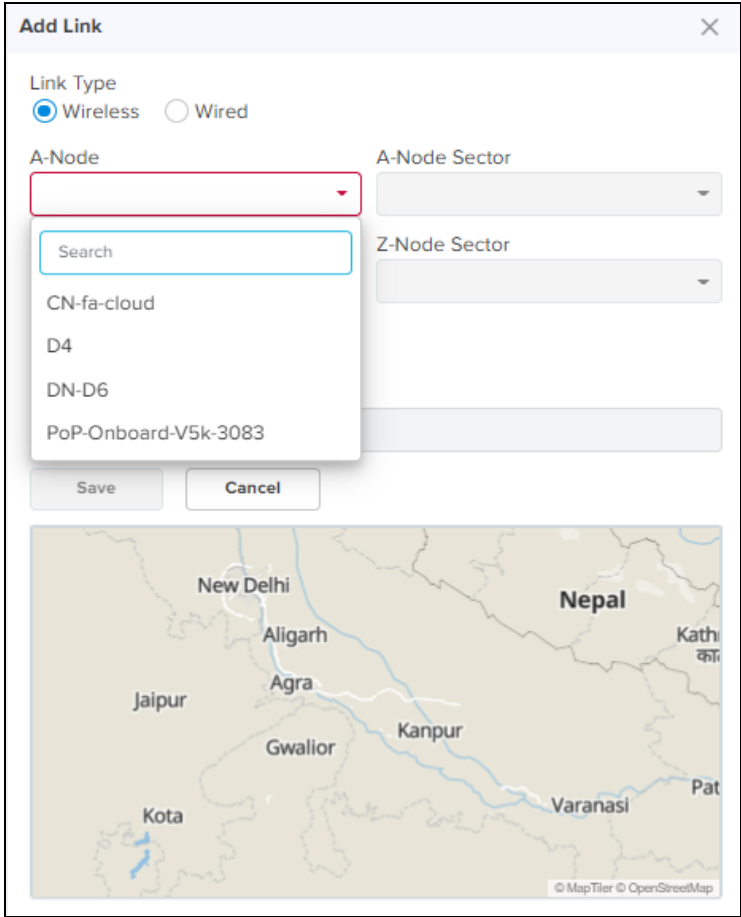 Add Link
Link Type
Wireless Wired
A-Node A-Node Sector
Search
Z-Node Sector
CN-fa-cloud
D4
DN-D6
PoP-Onboard-V5k-3083
Save Cancel
New Delhi
Nepal
Aligarh
Kath
का
Agra
Jaipur
Kanpur
Gwalior
Pat
Varanasi
Kota
© MapTiler © OpenStreetMap